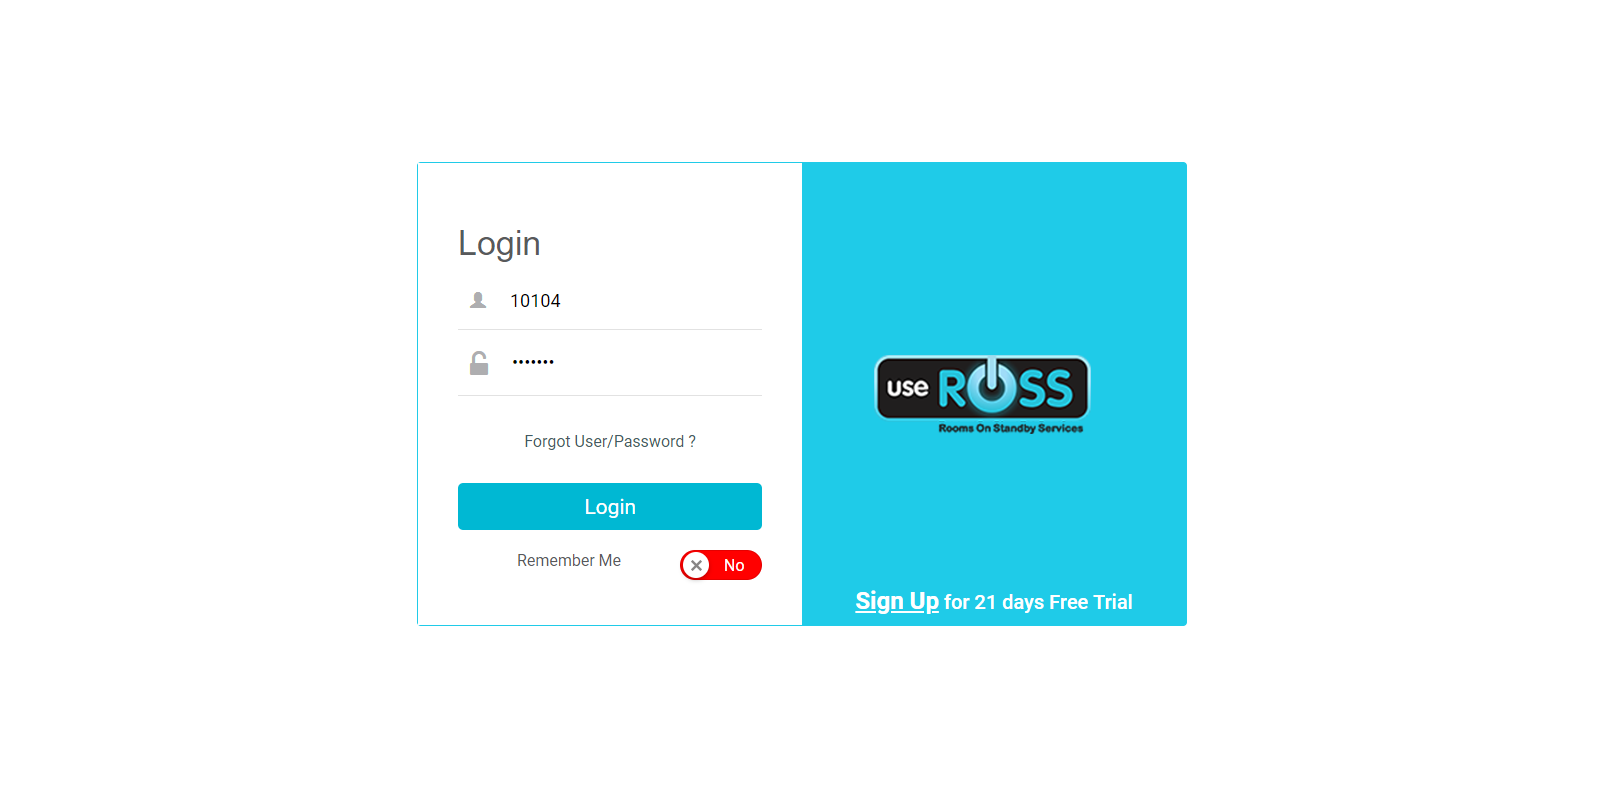 Login
10104
•••••••
Forgot User/Password ?
Login
Remember Me
No
use ROSS
Rooms On Standby Services
Sign Up for 21 days Free Trial